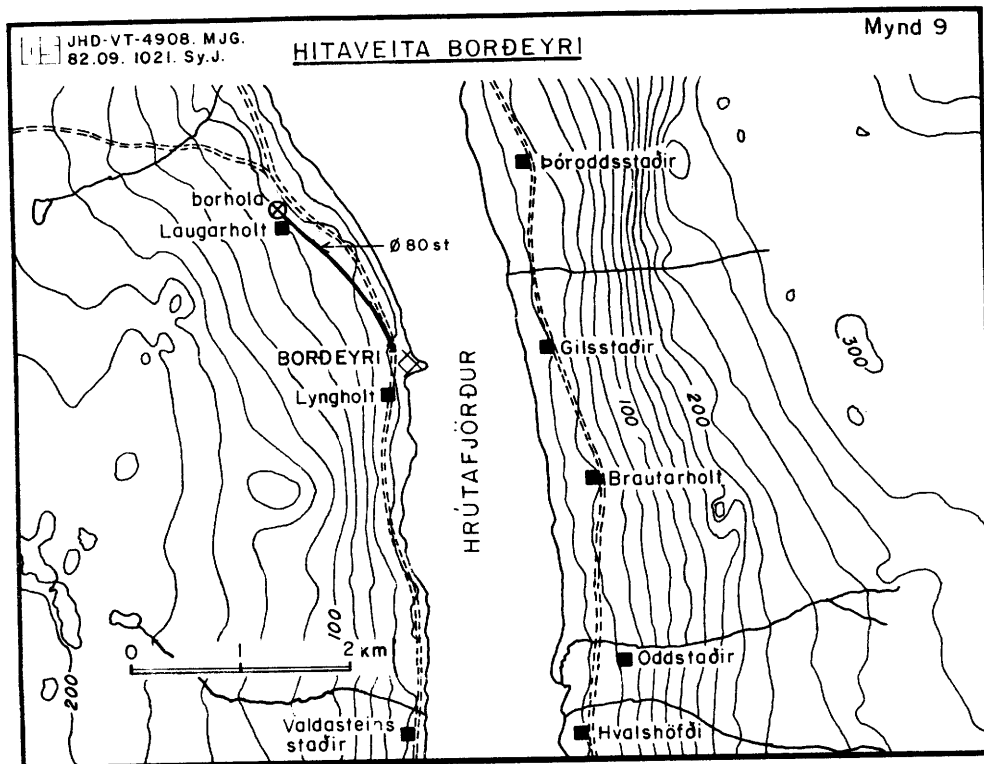 JHD-VT-4908. MJG.
82.09. 1021. Sy.J.
HITAVEITA BORÐEYRI
Mynd 9
Þóroddsstaðir
borhola
Laugarholt
Ø 80 st
BORÐEYRI
Gilsstaðir
300
Lyngholt
100
200
HRÚTAFJÖRÐUR
Brautarholt
100
0 1 2 KM
Oddstaðir
200
Valdasteins
staðir
Hvalshöfði